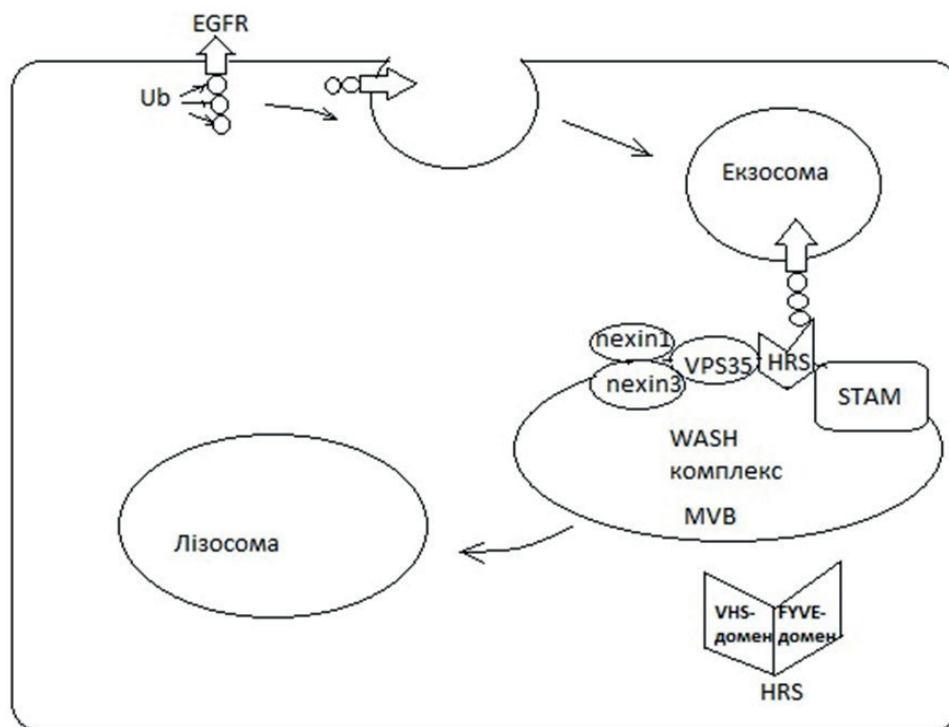 EGFR
Ub
Екзосома
nexin1
nexin3
VPS35
HRS
STAM
WASH
комплекс
MVB
Лізосома
VHS-
домен
FYVE-
домен
HRS